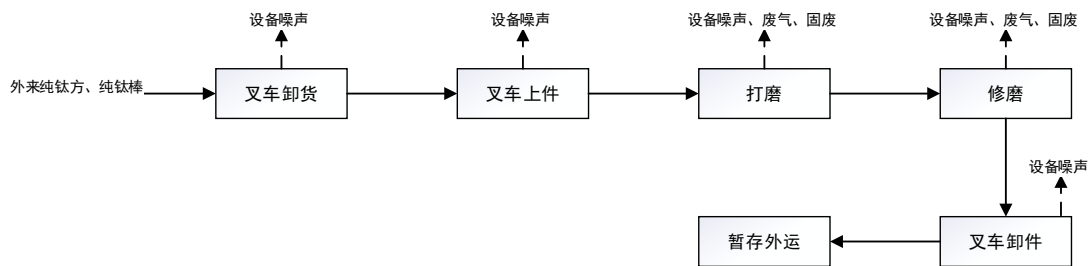 设备噪声
设备噪声
设备噪声、废气、固废
设备噪声、废气、固废
外来纯钛方、纯钛棒
叉车卸货
叉车上件
打磨
修磨
设备噪声
暂存外运
叉车卸件